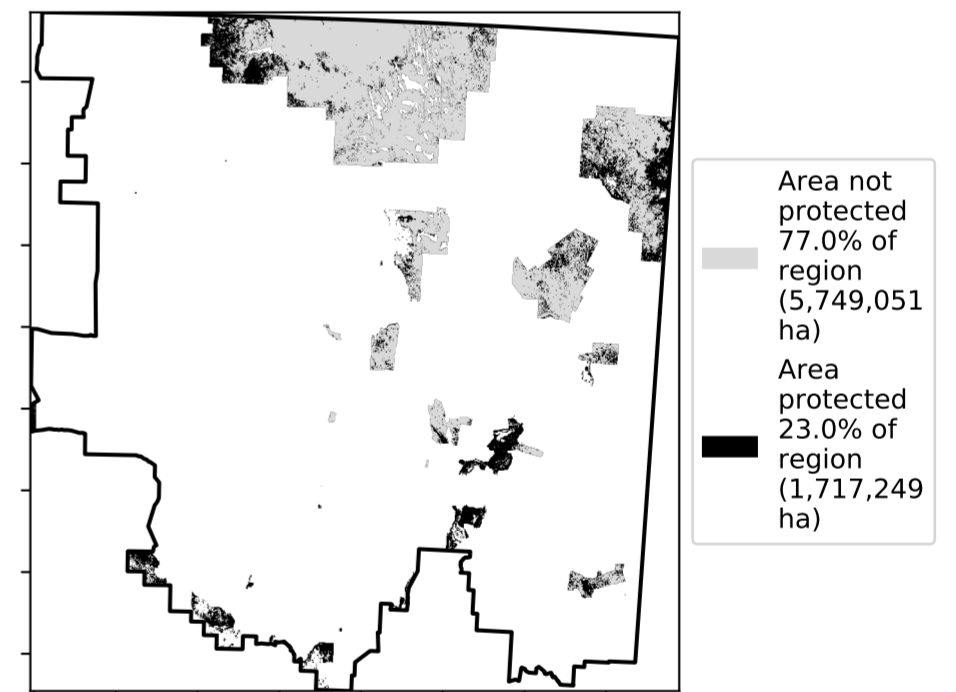 Area not
protected
77.0% of
region
(5,749,051
ha)
Area
protected
23.0% of
region
(1,717,249
ha)